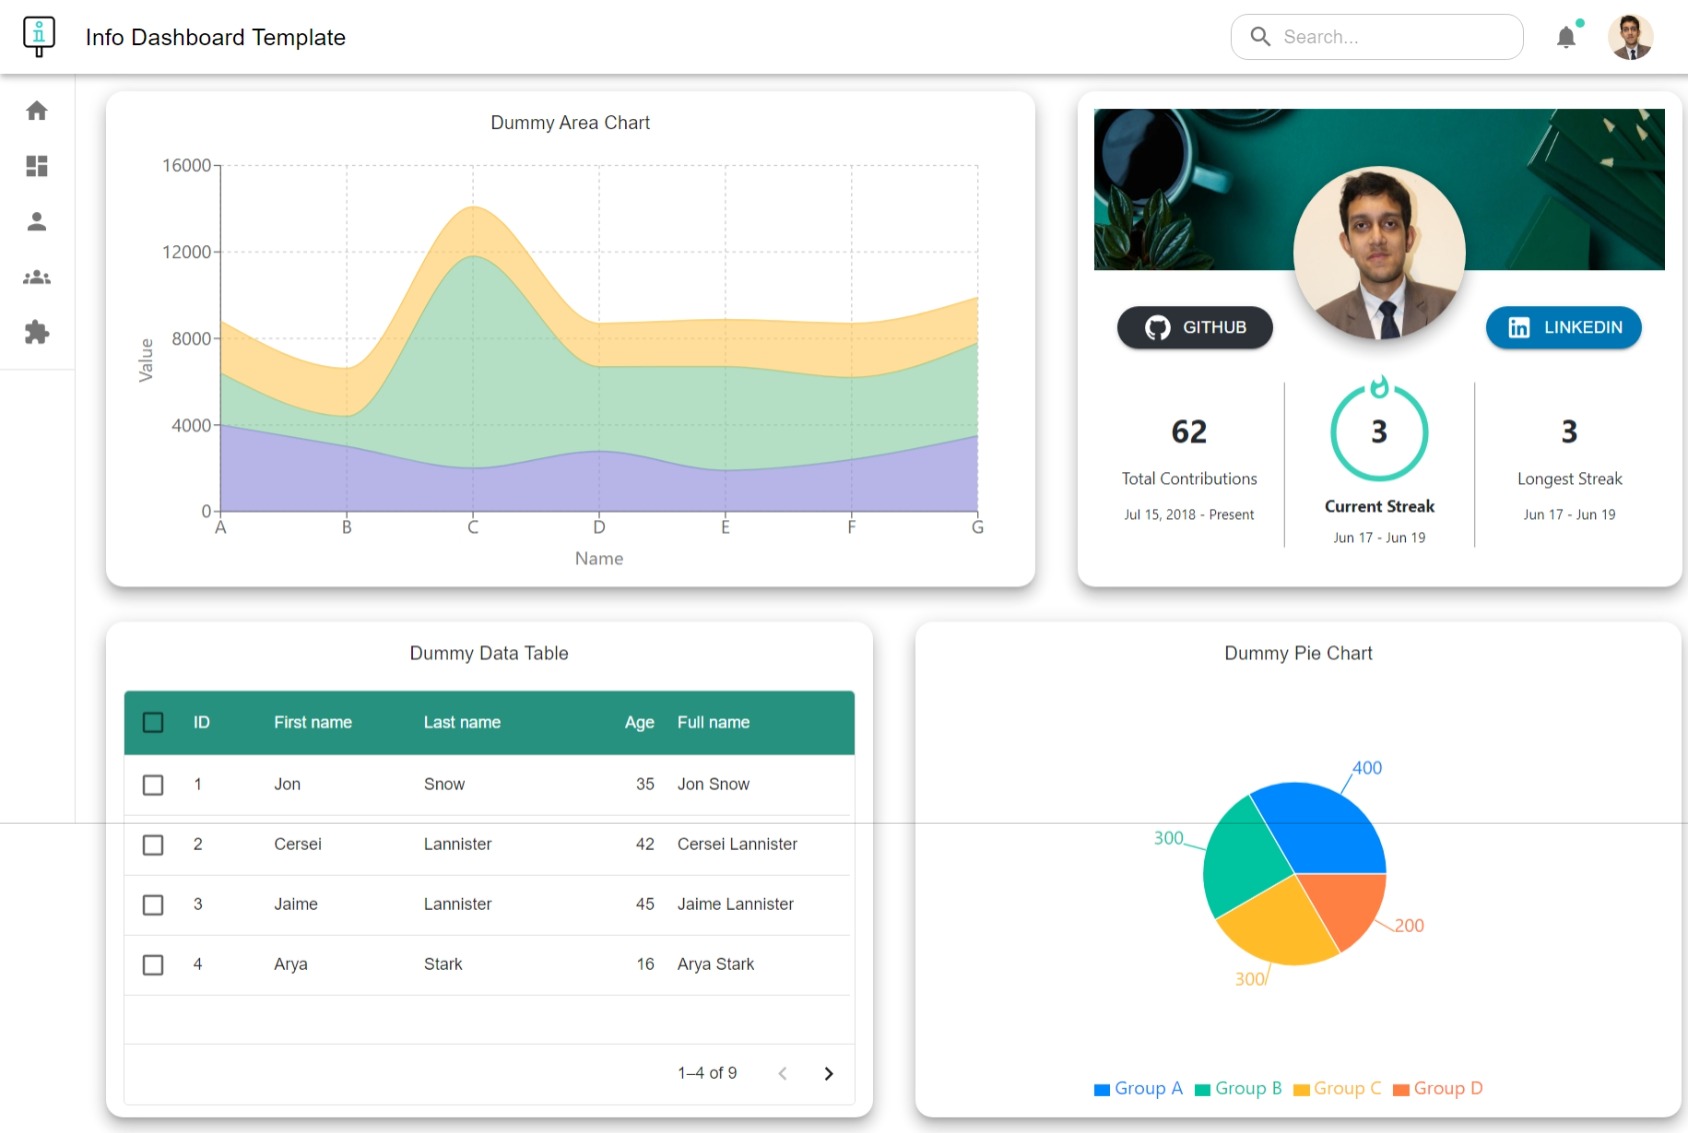 Info Dashboard Template
Search...
Dummy Area Chart
16000
12000
8000
4000
0
Value
A B C D E F G
Name
GITHUB
LINKEDIN
62
Total Contributions
Jul 15, 2018 - Present
3
Current Streak
Jun 17 - Jun 19
3
Longest Streak
Jun 17 - Jun 19
Dummy Data Table
ID First name Last name Age Full name
1 Jon Snow 35 Jon Snow
2 Cersei Lannister 42 Cersei Lannister
3 Jaime Lannister 45 Jaime Lannister
4 Arya Stark 16 Arya Stark
1–4 of 9
Dummy Pie Chart
400
300
200
300
Group A Group B Group C Group D